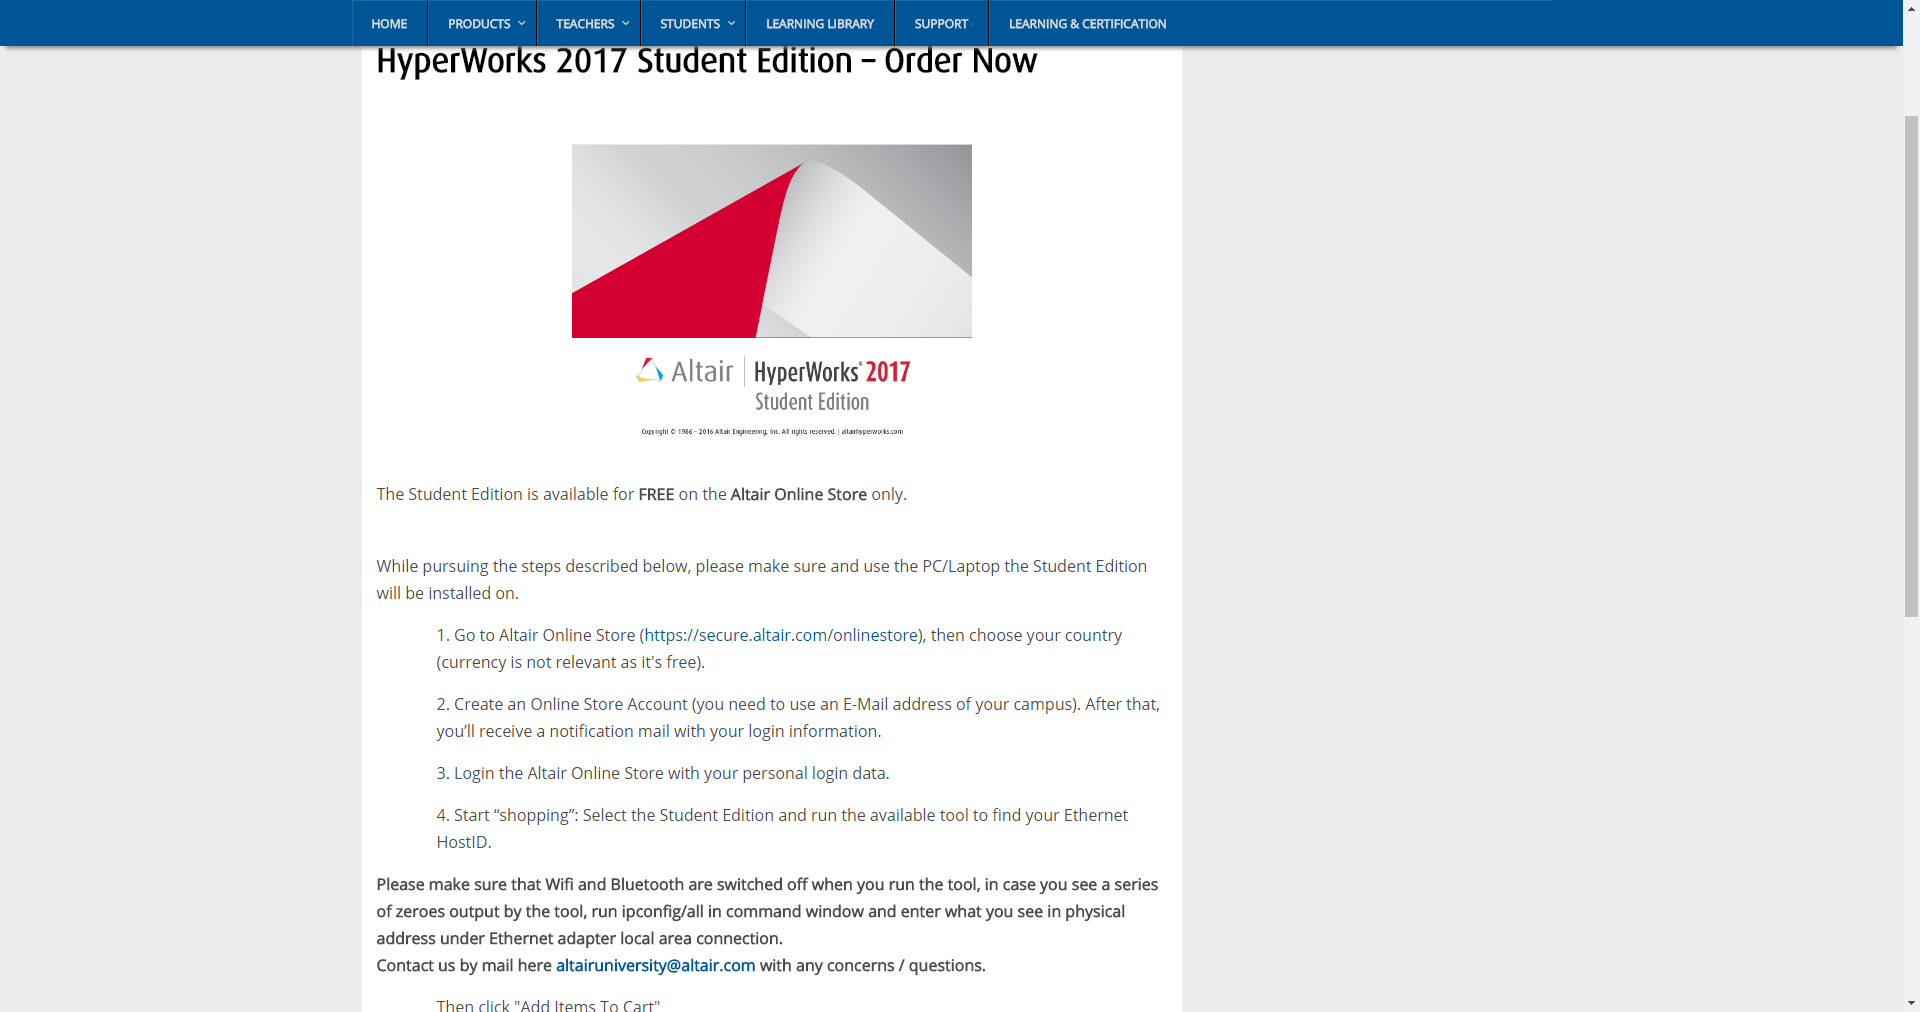 HOME PRODUCTS TEACHERS STUDENTS LEARNING LIBRARY SUPPORT LEARNING & CERTIFICATION
HyperWorks 2017 Student Edition – Order Now
Altair | HyperWorks® 2017
Student Edition
Copyright © 1986 – 2016 Altair Engineering, Inc. All rights reserved. | altairhyperworks.com
The Student Edition is available for FREE on the Altair Online Store only.
While pursuing the steps described below, please make sure and use the PC/Laptop the Student Edition
will be installed on.
1. Go to Altair Online Store (https://secure.altair.com/onlinestore), then choose your country
(currency is not relevant as it's free).
2. Create an Online Store Account (you need to use an E-Mail address of your campus). After that,
you’ll receive a notification mail with your login information.
3. Login the Altair Online Store with your personal login data.
4. Start “shopping”: Select the Student Edition and run the available tool to find your Ethernet
HostID.
Please make sure that Wifi and Bluetooth are switched off when you run the tool, in case you see a series
of zeroes output by the tool, run ipconfig/all in command window and enter what you see in physical
address under Ethernet adapter local area connection.
Contact us by mail here altairuniversity@altair.com with any concerns / questions.
Then click "Add Items To Cart"